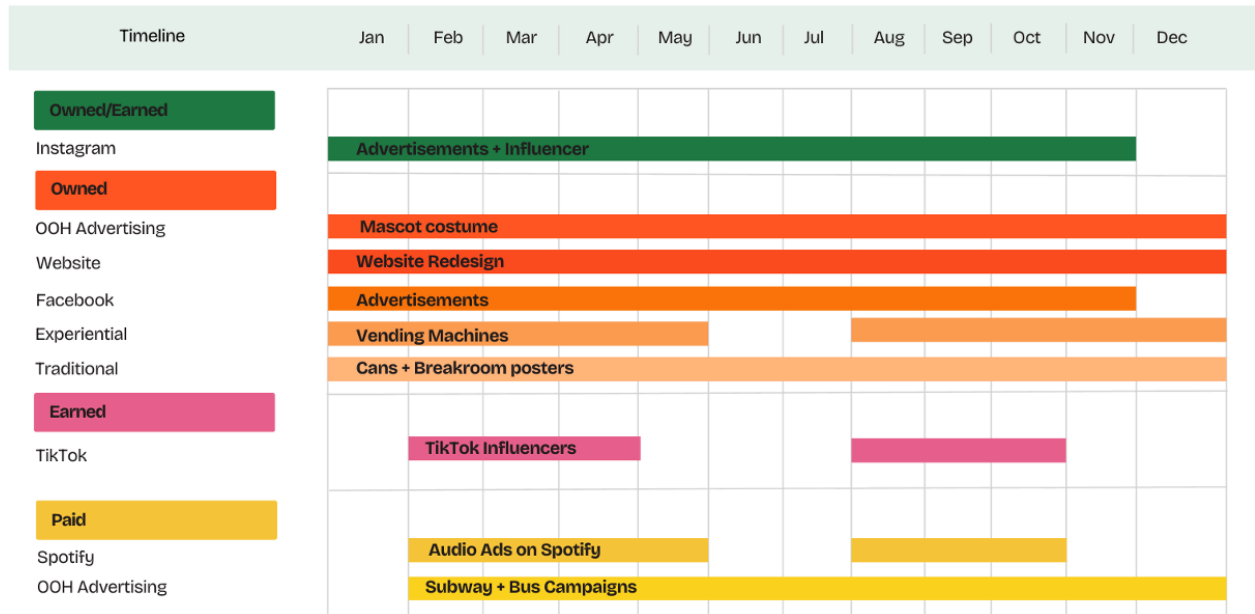 Timeline Jan Feb Mar Apr May Jun Jul Aug Sep Oct Nov Dec
Owned/Earned
Instagram Advertisements + Influencer
Owned
OOH Advertising Mascot costume
Website Website Redesign
Facebook Advertisements
Experiential Vending Machines
Traditional Cans + Breakroom posters
Earned
TikTok TikTok Influencers
Paid
Spotify Audio Ads on Spotify
OOH Advertising Subway + Bus Campaigns